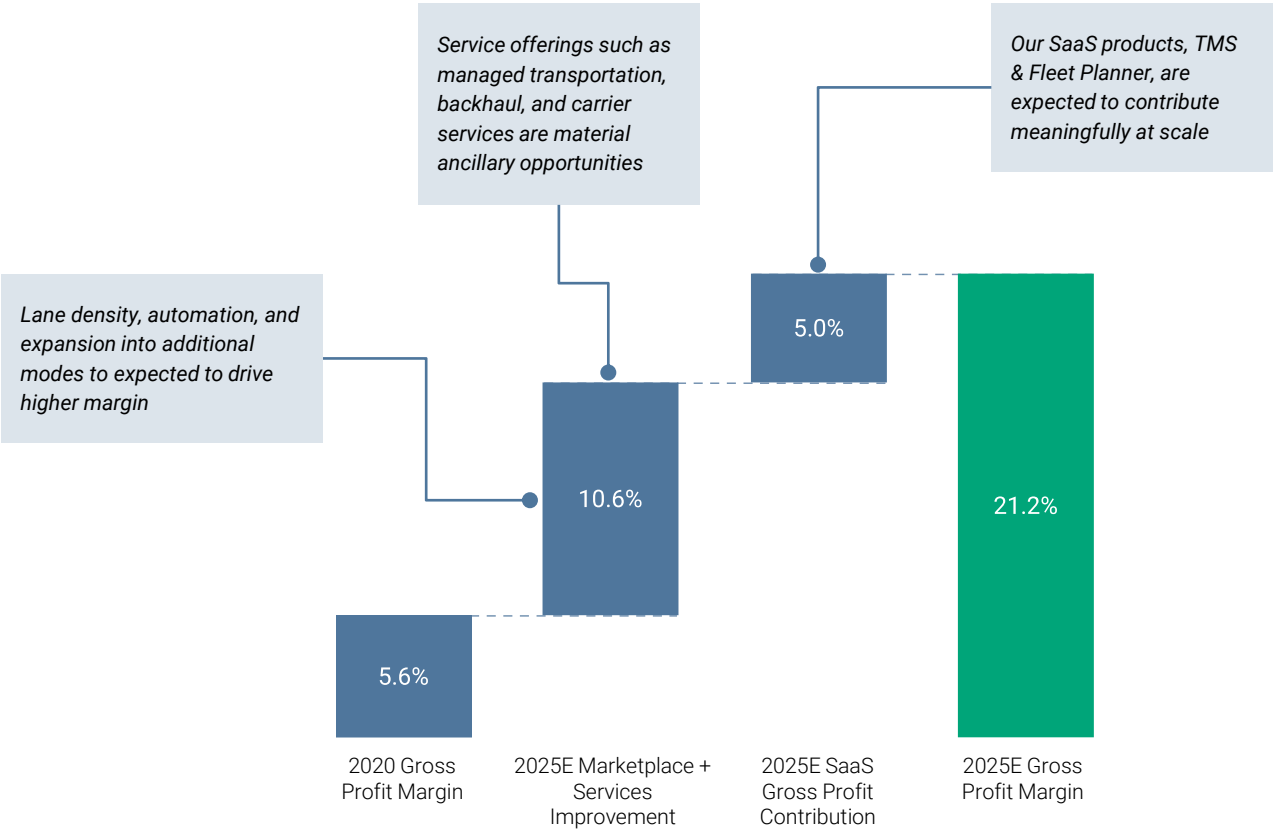 Service offerings such as
managed transportation,
backhaul, and carrier
services are material
ancillary opportunities
Our SaaS products, TMS
& Fleet Planner, are
expected to contribute
meaningfully at scale
Lane density, automation, and
expansion into additional
modes to expected to drive
higher margin
5.0%
10.6%
21.2%
5.6%
2020 Gross
Profit Margin
2025E Marketplace +
Services
Improvement
2025E SaaS
Gross Profit
Contribution
2025E Gross
Profit Margin